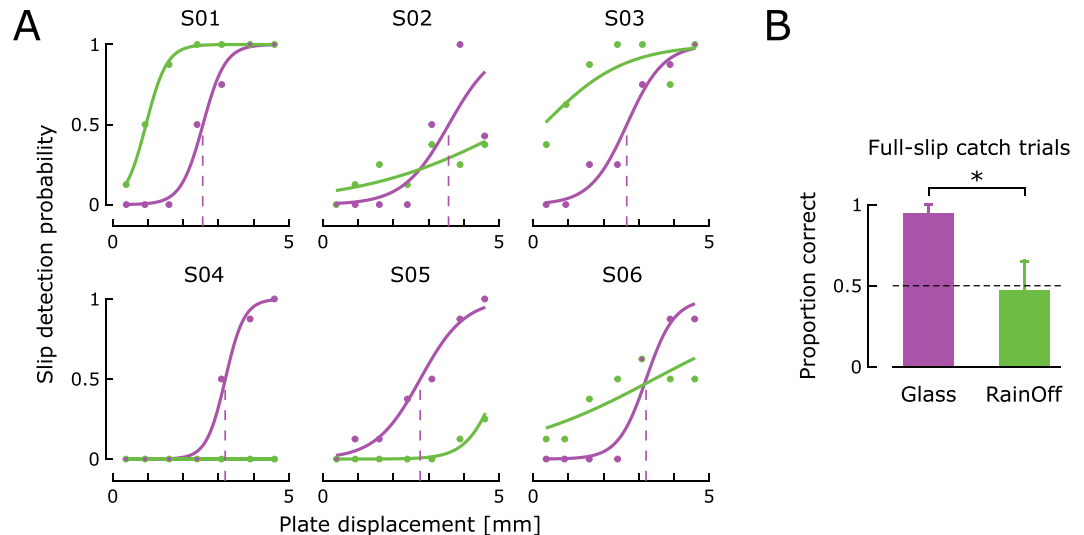 A
B
S01
S02
S03
Slip detection probability
1
0.5
0
0
5
0
5
0
5
S04
S05
S06
1
0.5
0
0
5
0
5
0
5
Plate displacement [mm]
Full-slip catch trials
*
Proportion correct
1
0.5
0
Glass
RainOff